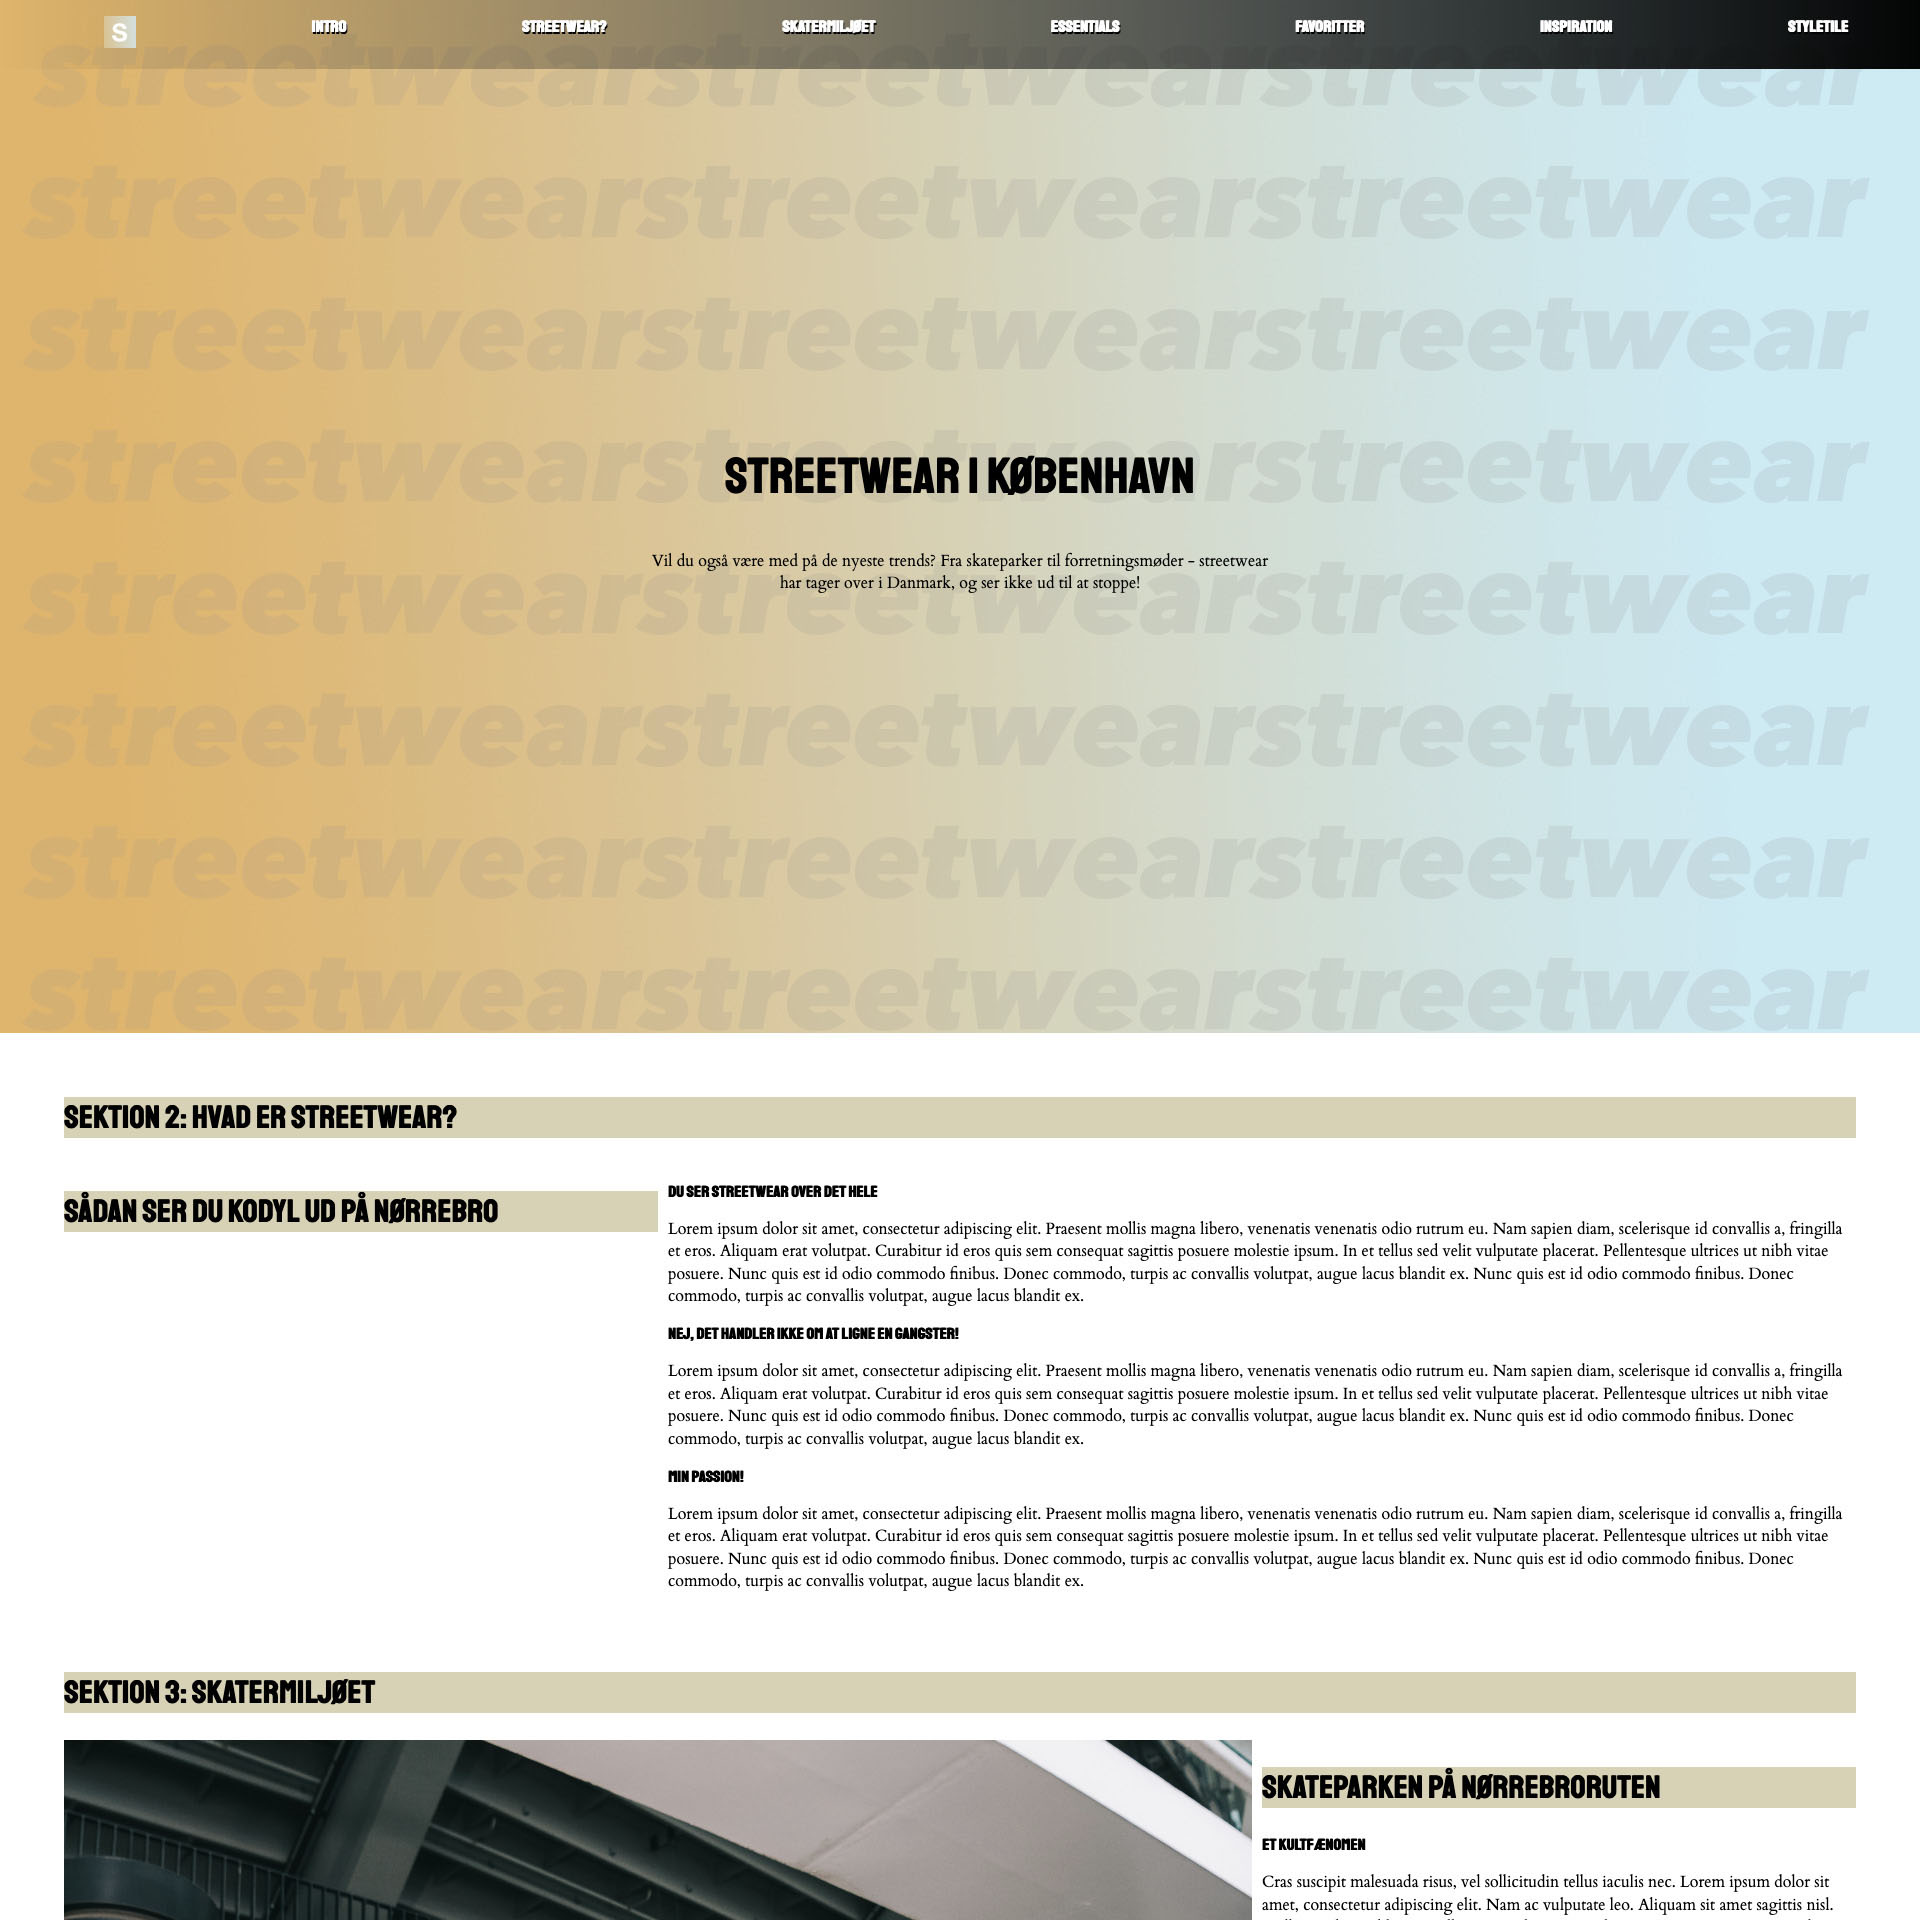 S
INTRO
STREETWEAR?
SKATERMILJØET
ESSENTIALS
FAVORITTER
INSPIRATION
STYLETILE
streetwearstreetwearstreetwear
streetwearstreetwearstreetwear
streetwearstreetwearstreetwear
streetwearstreetwearstreetwear
STREETWEAR I KØBENHAVN
Vil du også være med på de nyeste trends? Fra skateparker til forretningsmøder - streetwear
har tager over i Danmark, og ser ikke ud til at stoppe!
streetwearstreetwearstreetwear
streetwearstreetwearstreetwear
streetwearstreetwearstreetwear
streetwearstreetwearstreetwear
SEKTION 2: HVAD ER STREETWEAR?
SÅDAN SER DU KODYL UD PÅ NØRREBRO
DU SER STREETWEAR OVER DET HELE
Lorem ipsum dolor sit amet, consectetur adipiscing elit. Praesent mollis magna libero, venenatis venenatis odio rutrum eu. Nam sapien diam, scelerisque id convallis a, fringilla
et eros. Aliquam erat volutpat. Curabitur id eros quis sem consequat sagittis posuere molestie ipsum. In et tellus sed velit vulputate placerat. Pellentesque ultrices ut nibh vitae
posuere. Nunc quis est id odio commodo finibus. Donec commodo, turpis ac convallis volutpat, augue lacus blandit ex. Nunc quis est id odio commodo finibus. Donec
commodo, turpis ac convallis volutpat, augue lacus blandit ex.
NEJ, DET HANDLER IKKE OM AT LIGNE EN GANGSTER!
Lorem ipsum dolor sit amet, consectetur adipiscing elit. Praesent mollis magna libero, venenatis venenatis odio rutrum eu. Nam sapien diam, scelerisque id convallis a, fringilla
et eros. Aliquam erat volutpat. Curabitur id eros quis sem consequat sagittis posuere molestie ipsum. In et tellus sed velit vulputate placerat. Pellentesque ultrices ut nibh vitae
posuere. Nunc quis est id odio commodo finibus. Donec commodo, turpis ac convallis volutpat, augue lacus blandit ex. Nunc quis est id odio commodo finibus. Donec
commodo, turpis ac convallis volutpat, augue lacus blandit ex.
MIN PASSION!
Lorem ipsum dolor sit amet, consectetur adipiscing elit. Praesent mollis magna libero, venenatis venenatis odio rutrum eu. Nam sapien diam, scelerisque id convallis a, fringilla
et eros. Aliquam erat volutpat. Curabitur id eros quis sem consequat sagittis posuere molestie ipsum. In et tellus sed velit vulputate placerat. Pellentesque ultrices ut nibh vitae
posuere. Nunc quis est id odio commodo finibus. Donec commodo, turpis ac convallis volutpat, augue lacus blandit ex. Nunc quis est id odio commodo finibus. Donec
commodo, turpis ac convallis volutpat, augue lacus blandit ex.
SEKTION 3: SKATERMILJØET
SKATEPARKEN PÅ NØRREBRORUTEN
ET KULTFÆNOMEN
Cras suscipit malesuada risus, vel sollicitudin tellus iaculis nec. Lorem ipsum dolor sit
amet, consectetur adipiscing elit. Nam ac vulputate leo. Aliquam sit amet sagittis nisl.